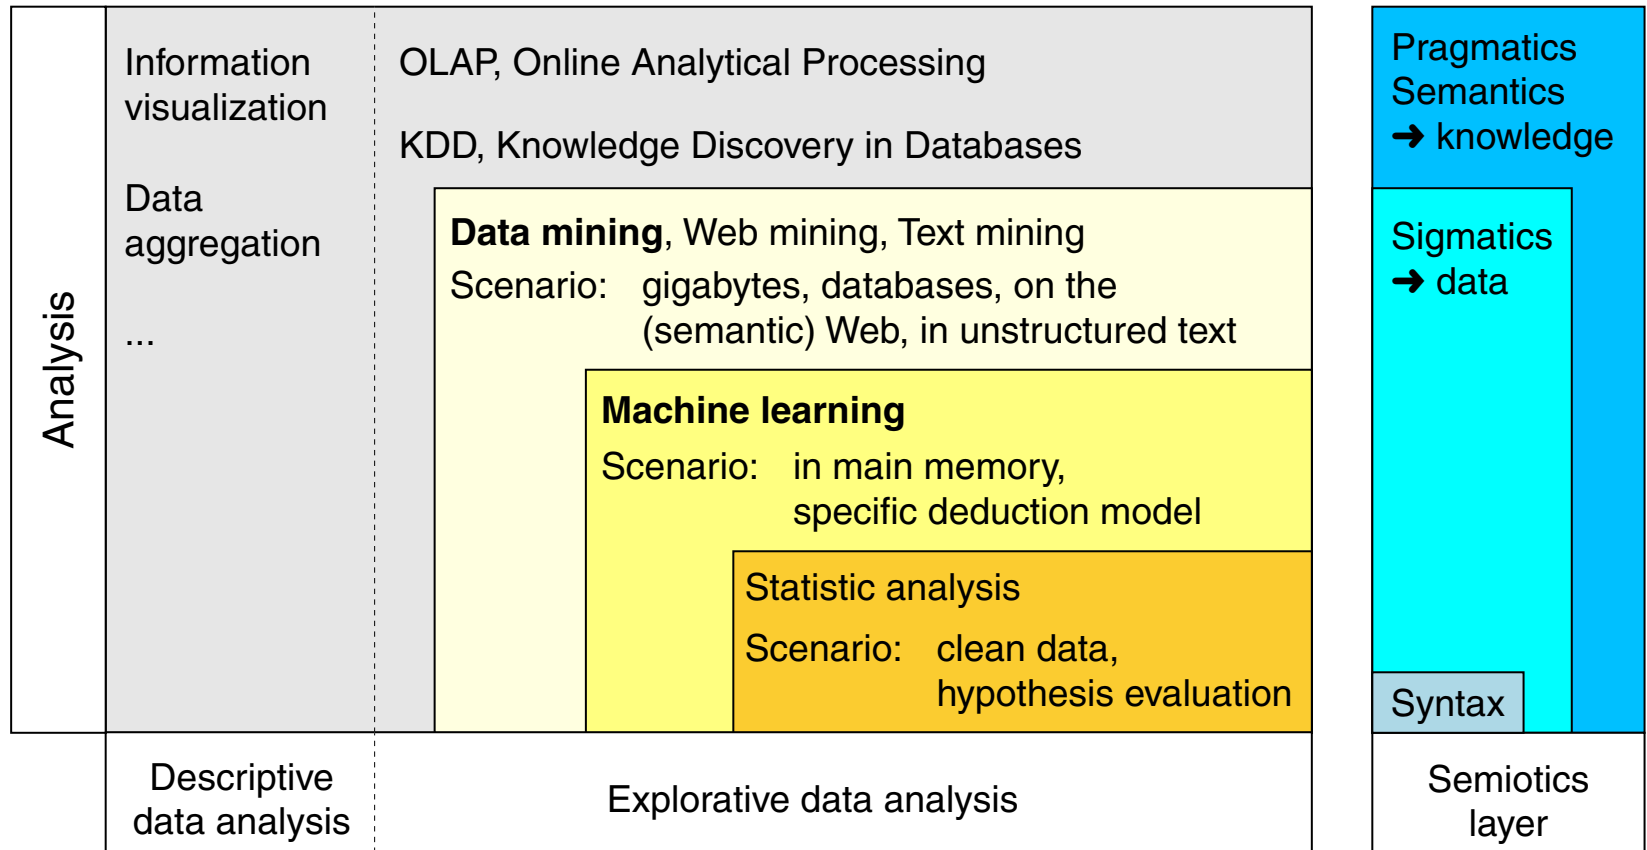 Analysis
Information
visualization
Data
aggregation
...
OLAP, Online Analytical Processing
KDD, Knowledge Discovery in Databases
Data mining, Web mining, Text mining
Scenario: gigabytes, databases, on the
(semantic) Web, in unstructured text
Machine learning
Scenario: in main memory,
specific deduction model
Statistic analysis
Scenario: clean data,
hypothesis evaluation
Descriptive
data analysis
Explorative data analysis
Pragmatics
Semantics
➜ knowledge
Sigmatics
➜ data
Syntax
Semiotics
layer